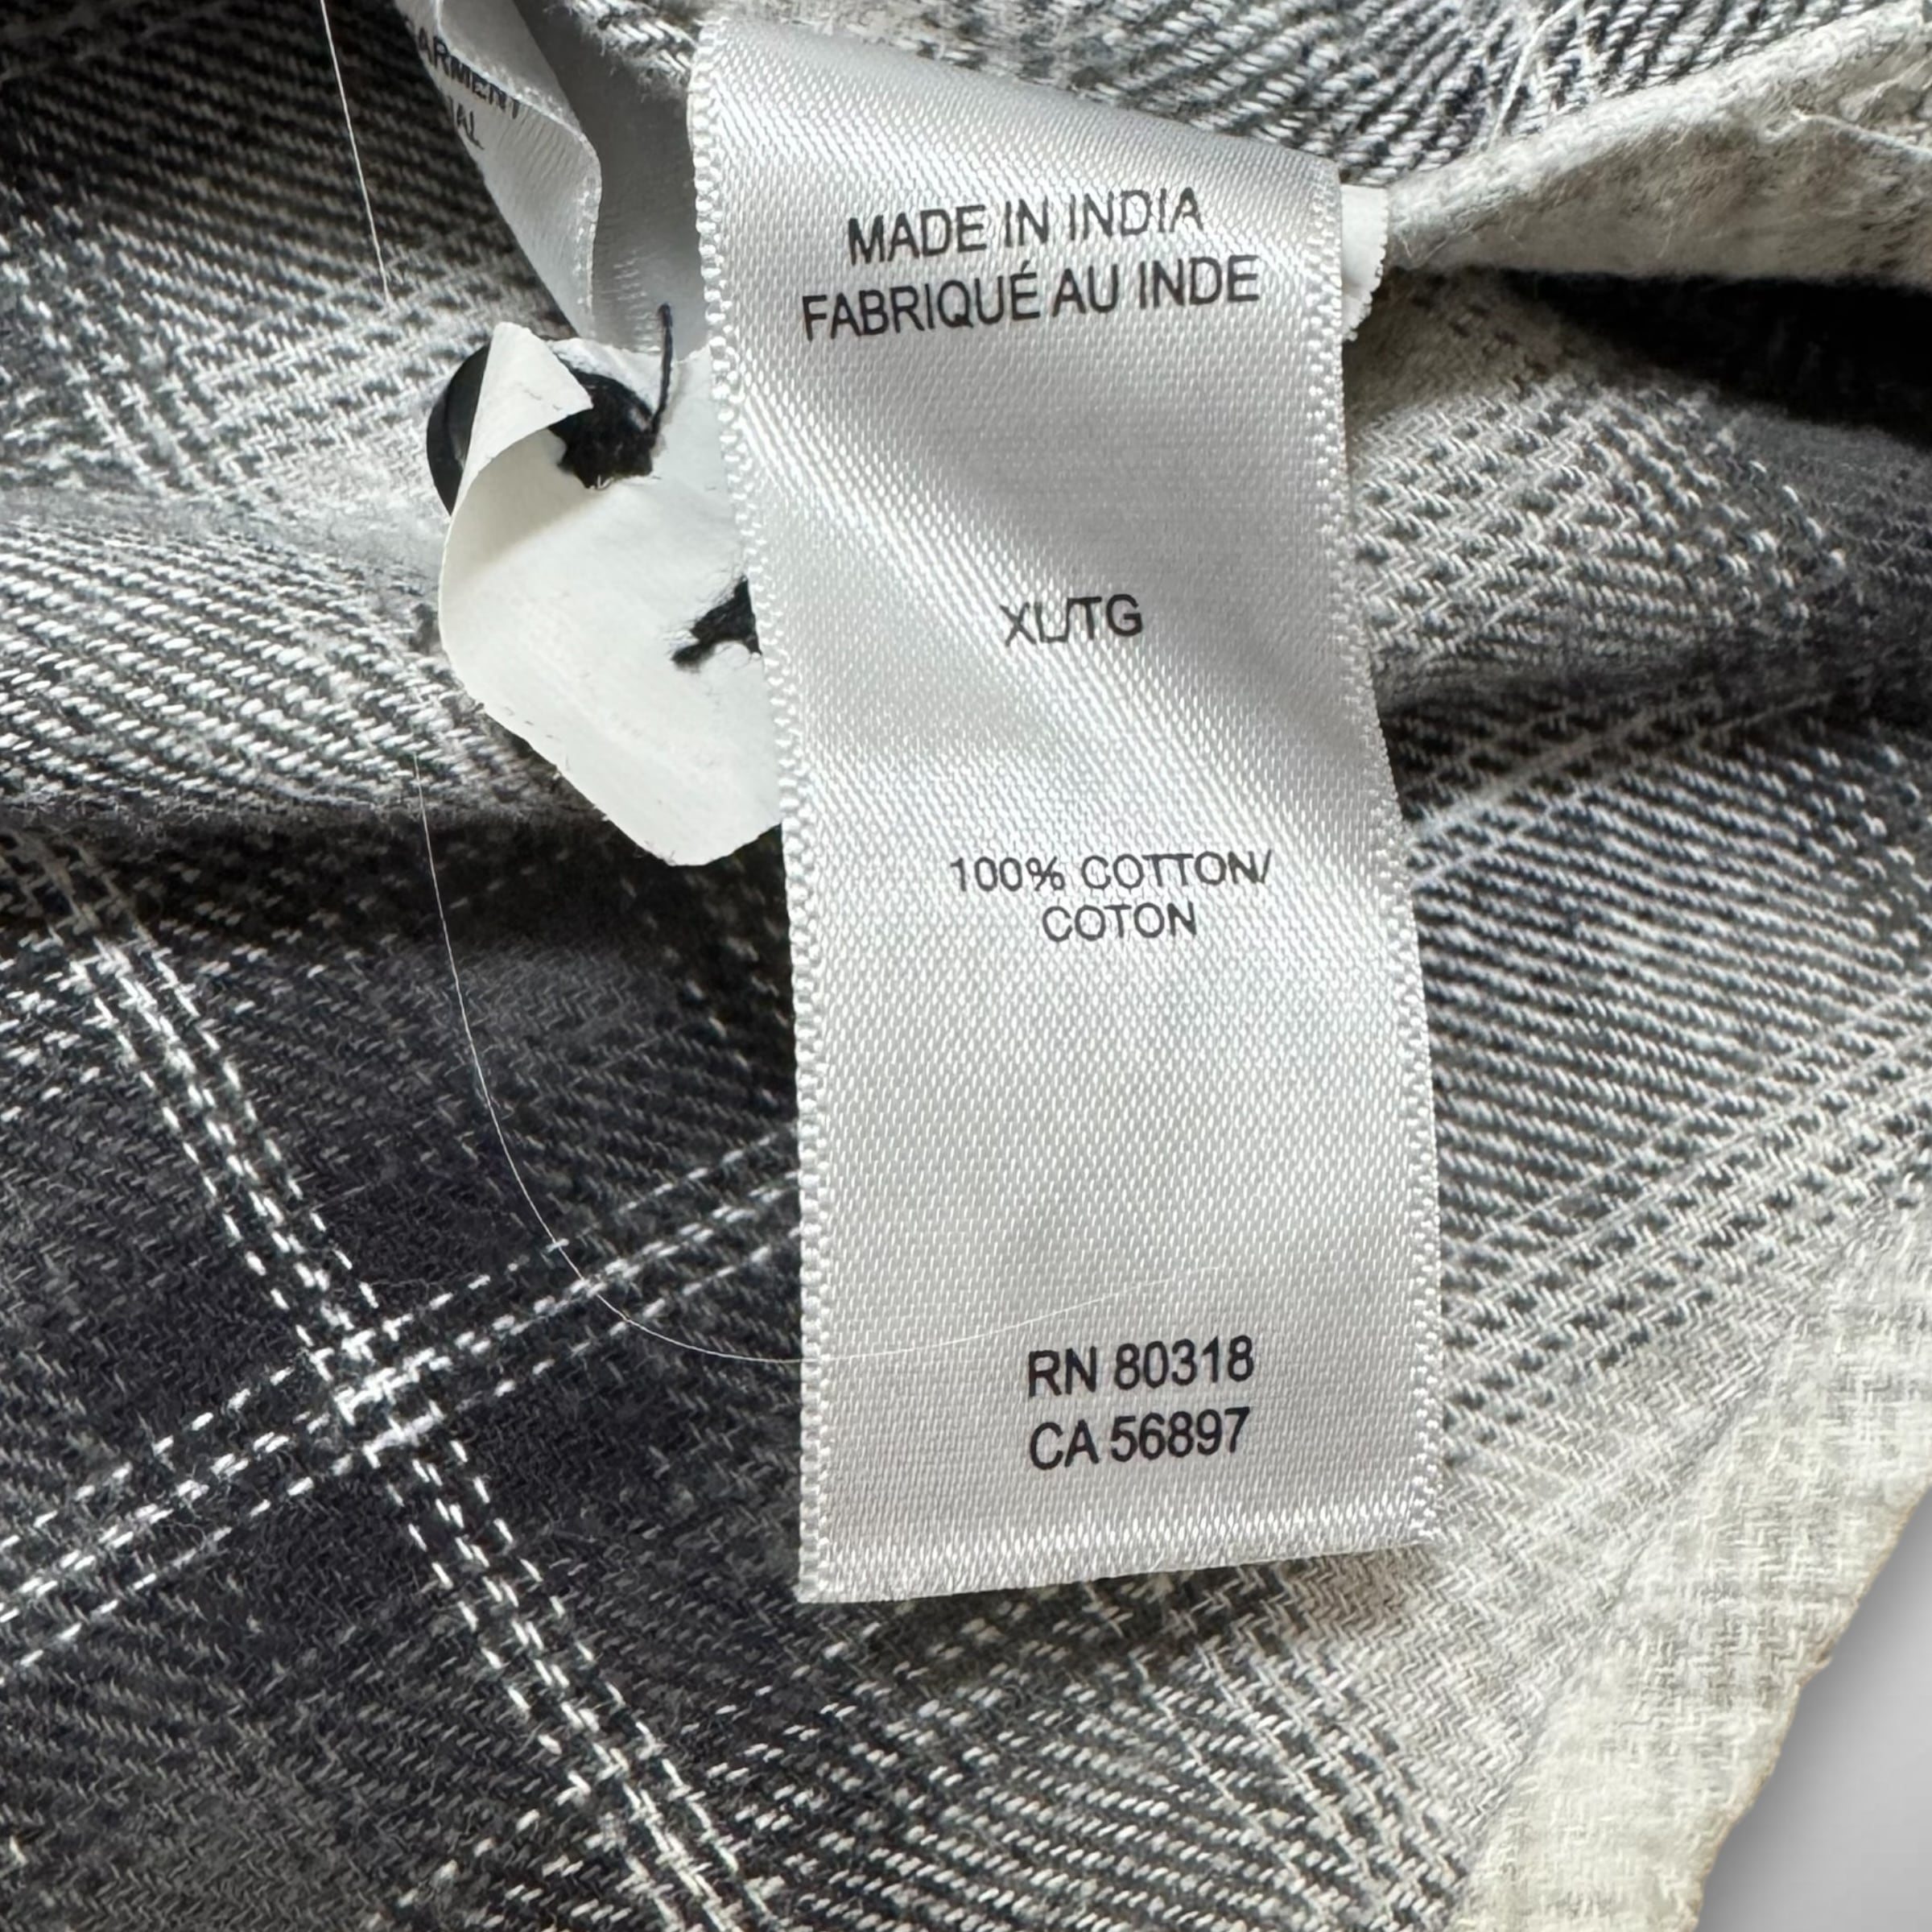 MADE IN INDIA
FABRIQUÉ AU INDE
XL/TG
100% COTTON/
COTON
RN 80318
CA 56897